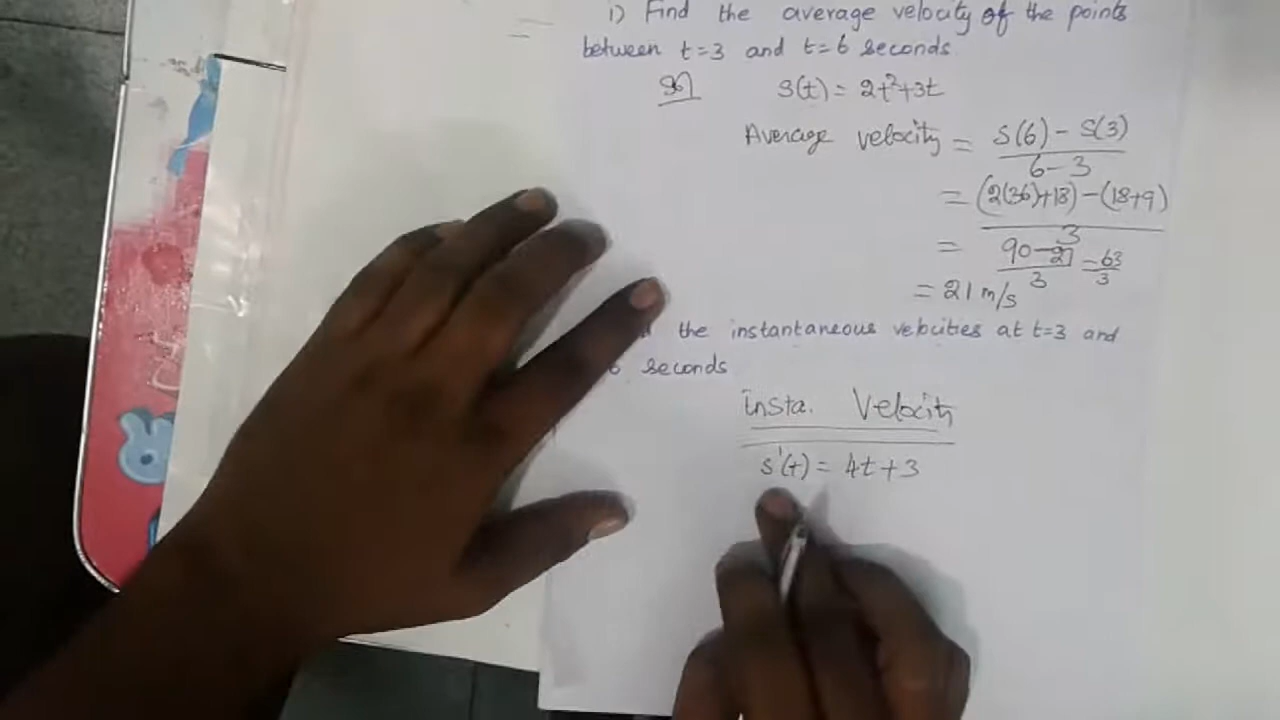 i) Find the average velocity of the points
between t=3 and t=6 seconds
S(t) = 2t²+3t
Average velocity = S(6) - S(3) / 6-3
= (2(36)+18) - (18+9) / 3
= 90-27 / 3 = 63 / 3
= 21 m/s
the instantaneous velocities at t=3 and
6 seconds
Insta. Velocity
s'(t) = 4t+3